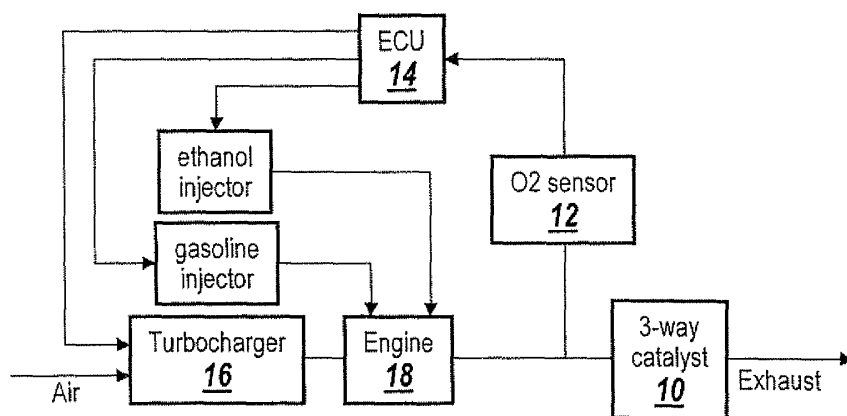 ECU
14
ethanol
injector
O2 sensor
12
gasoline
injector
Turbocharger
16
Engine
18
3-way
catalyst
10
Air
Exhaust